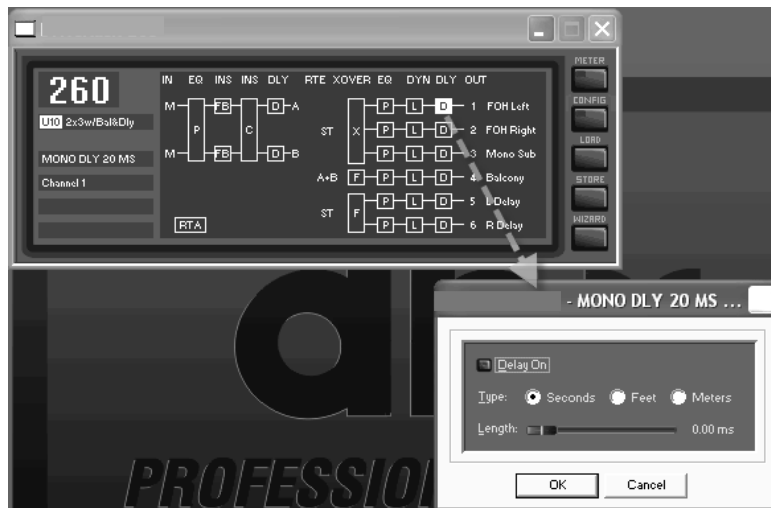 METER
IN EQ INS INS DLY RTE XOVER EQ DYN DLY OUT
260
M FB D A
P L D 1 FOH Left
CONFIG
U10 2x3w/Bal&Dly
P C
ST X P L D 2 FOH Right
LOAD
MONO DLY 20 MS
M FB D B
P L D 3 Mono Sub
Channel 1
A+B F P L D 4 Balcony
STORE
ST F P L D 5 L Delay
WIZARD
RTA
P L D 6 R Delay
- MONO DLY 20 MS ...
Delay On
Type: Seconds Feet Meters
Length: 0.00 ms
OK Cancel
PROFESSIO